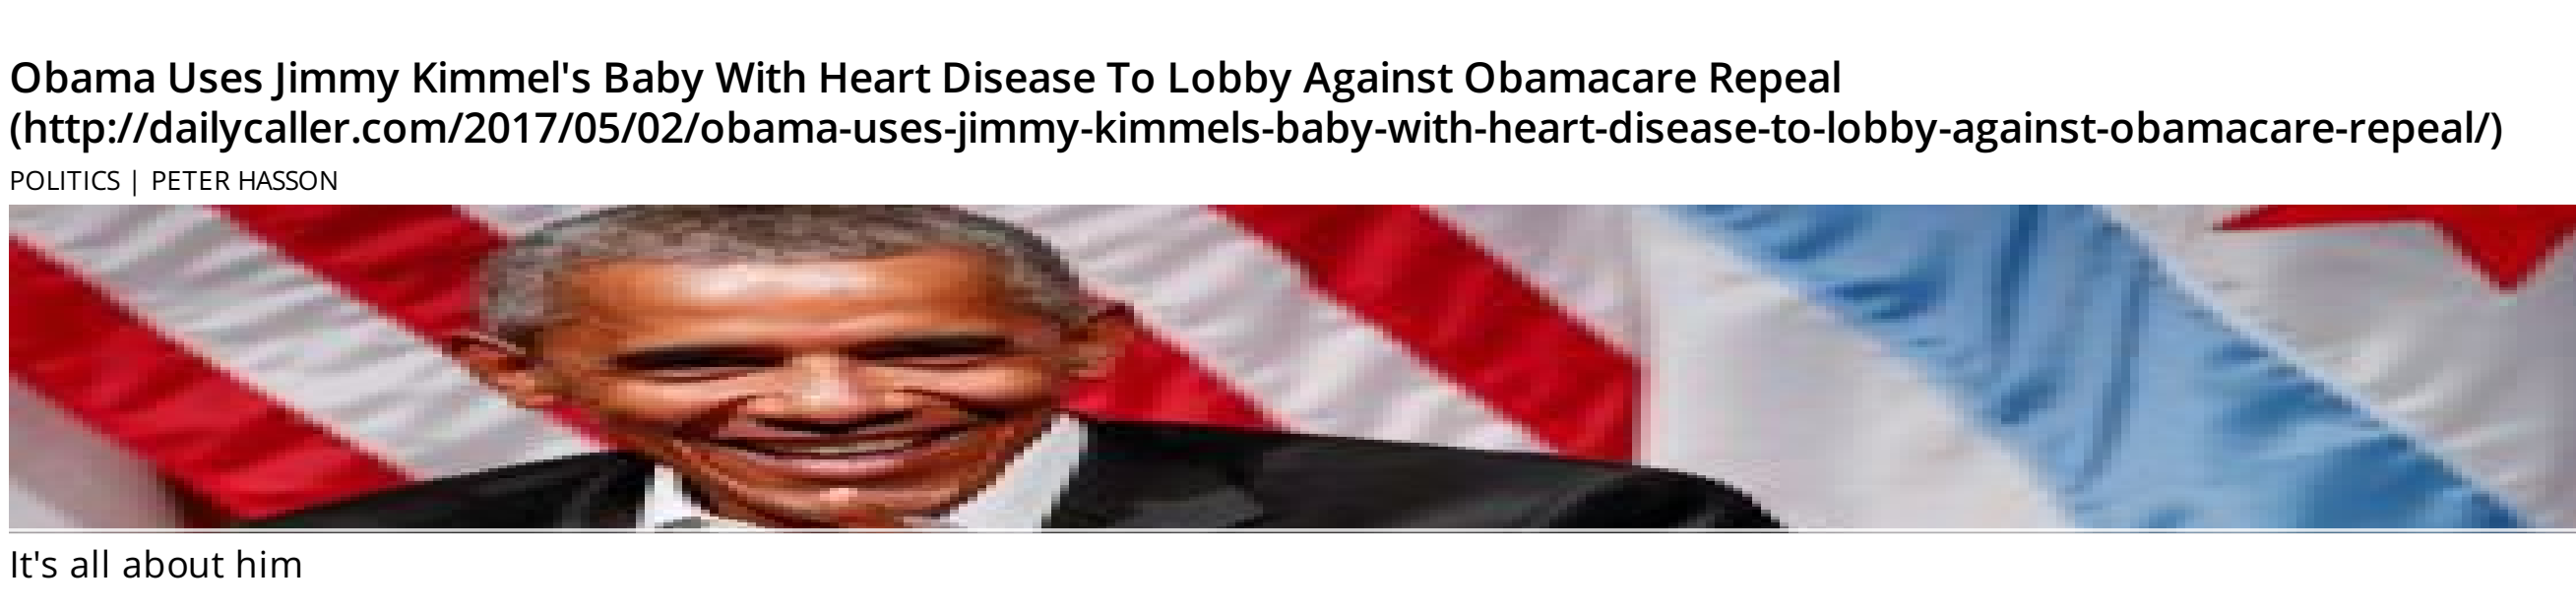 Obama Uses Jimmy Kimmel's Baby With Heart Disease To Lobby Against Obamacare Repeal
(http://dailycaller.com/2017/05/02/obama-uses-jimmy-kimmels-baby-with-heart-disease-to-lobby-against-obamacare-repeal/)
POLITICS | PETER HASSON
It's all about him